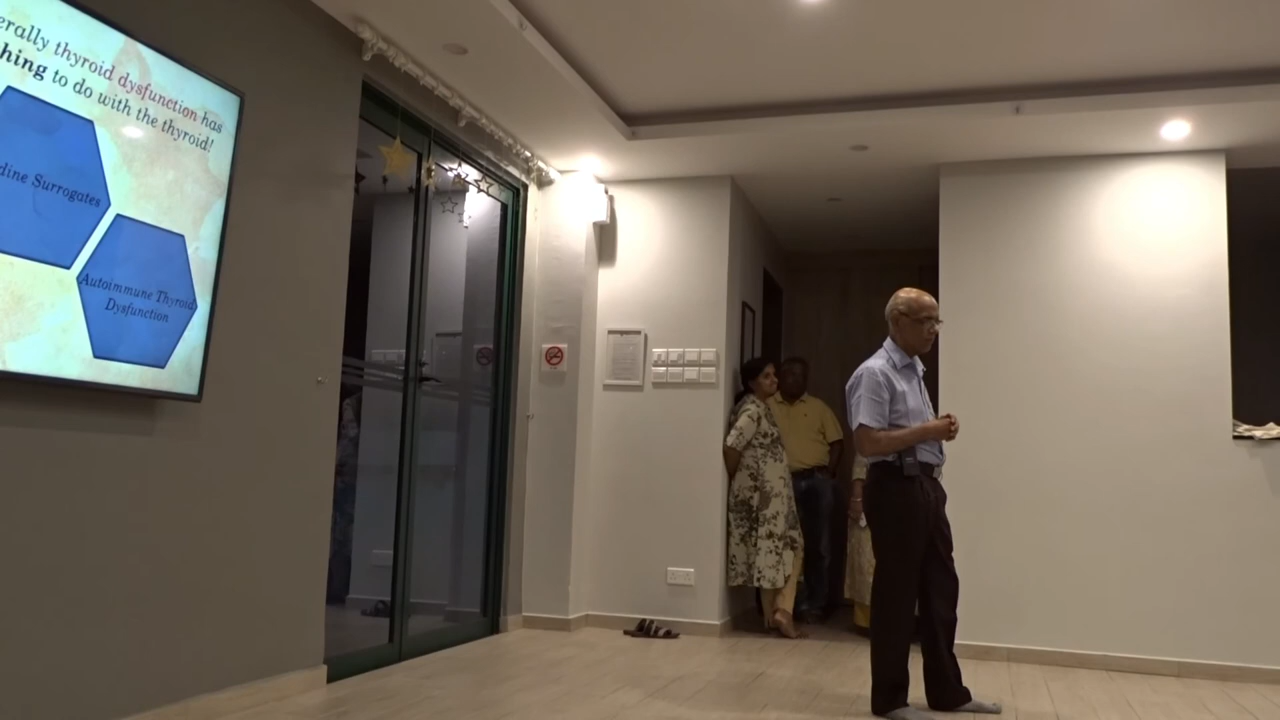 erally thyroid dysfunction has
hing to do with the thyroid!
dine Surrogates
Autoimmune Thyroid
Dysfunction